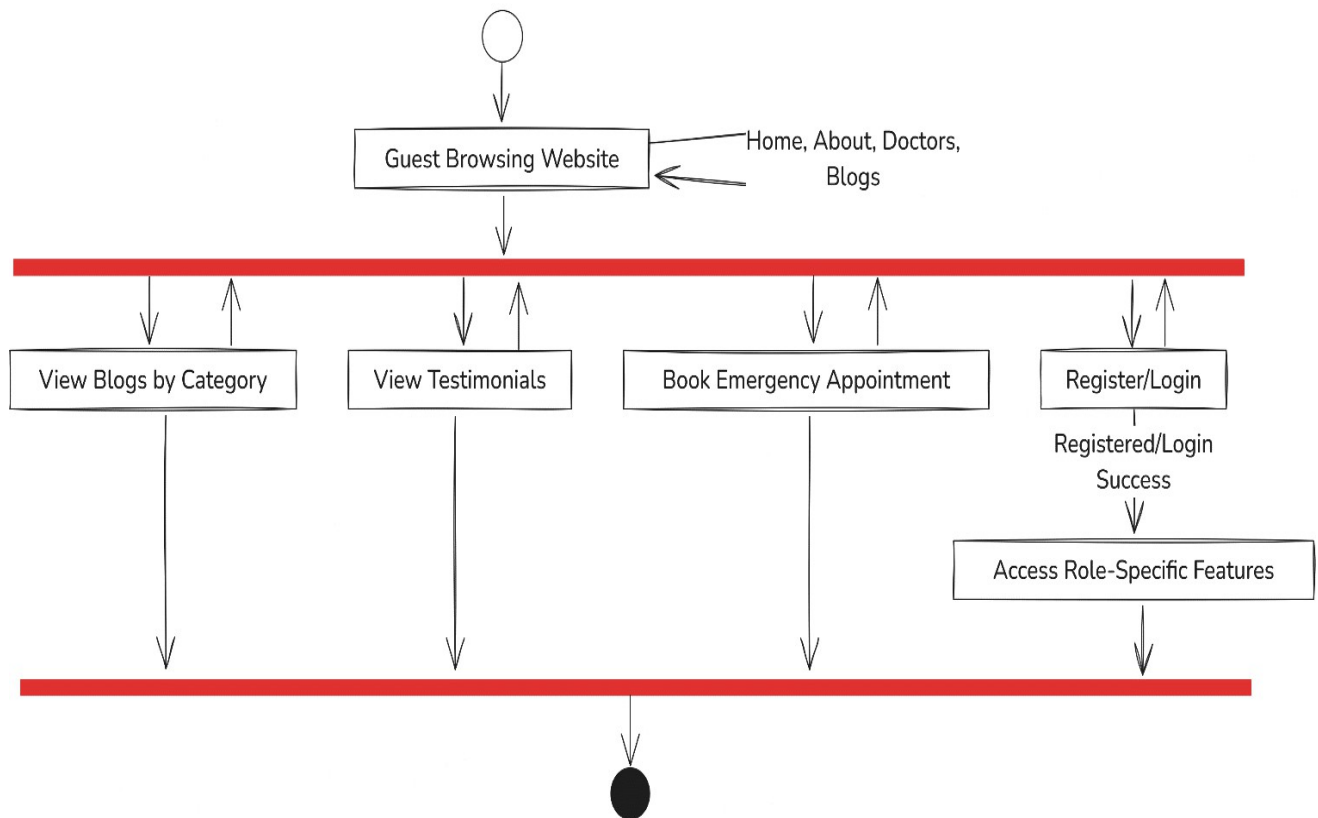 Guest Browsing Website
Home, About, Doctors,
Blogs
View Blogs by Category
View Testimonials
Book Emergency Appointment
Register/Login
Registered/Login
Success
Access Role-Specific Features